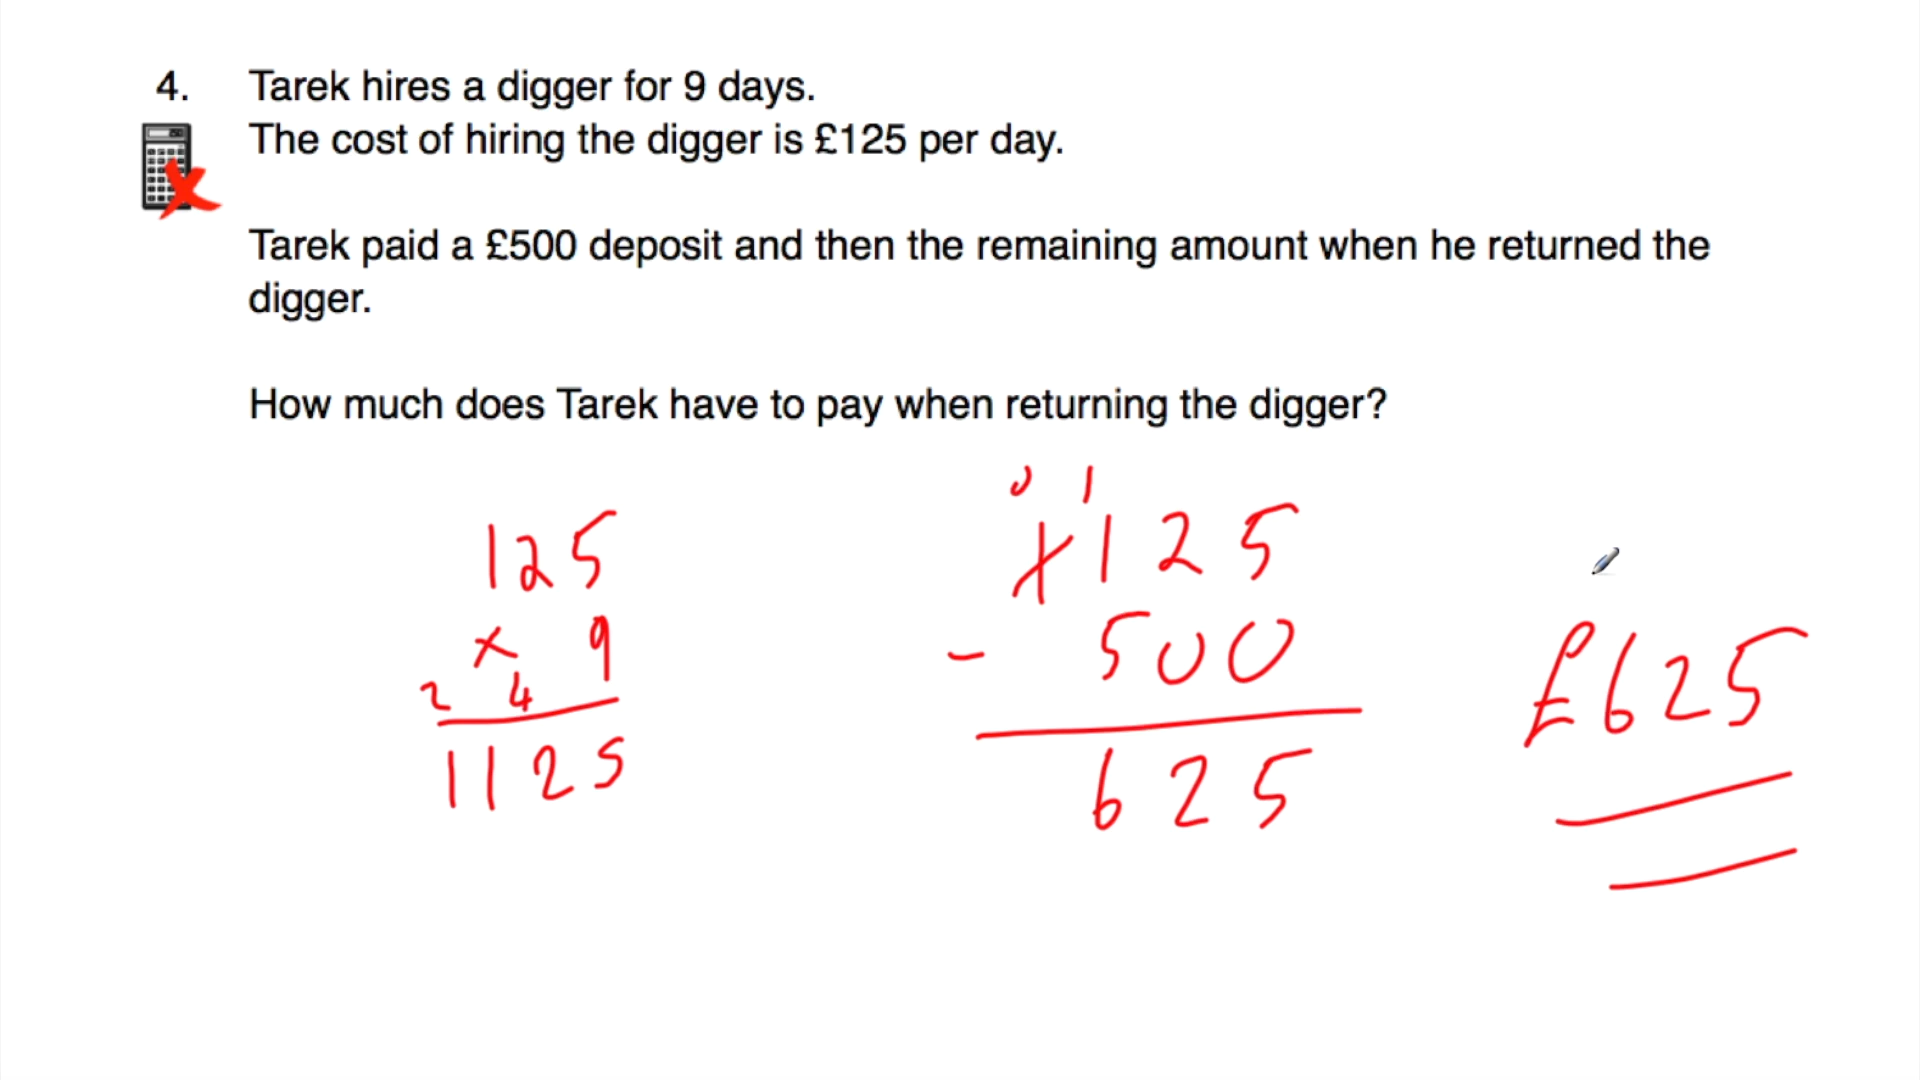 4. Tarek hires a digger for 9 days.
The cost of hiring the digger is £125 per day.
Tarek paid a £500 deposit and then the remaining amount when he returned the
digger.
How much does Tarek have to pay when returning the digger?
125
× 9
2 4
1125
0 1
1125
- 500
625
£625